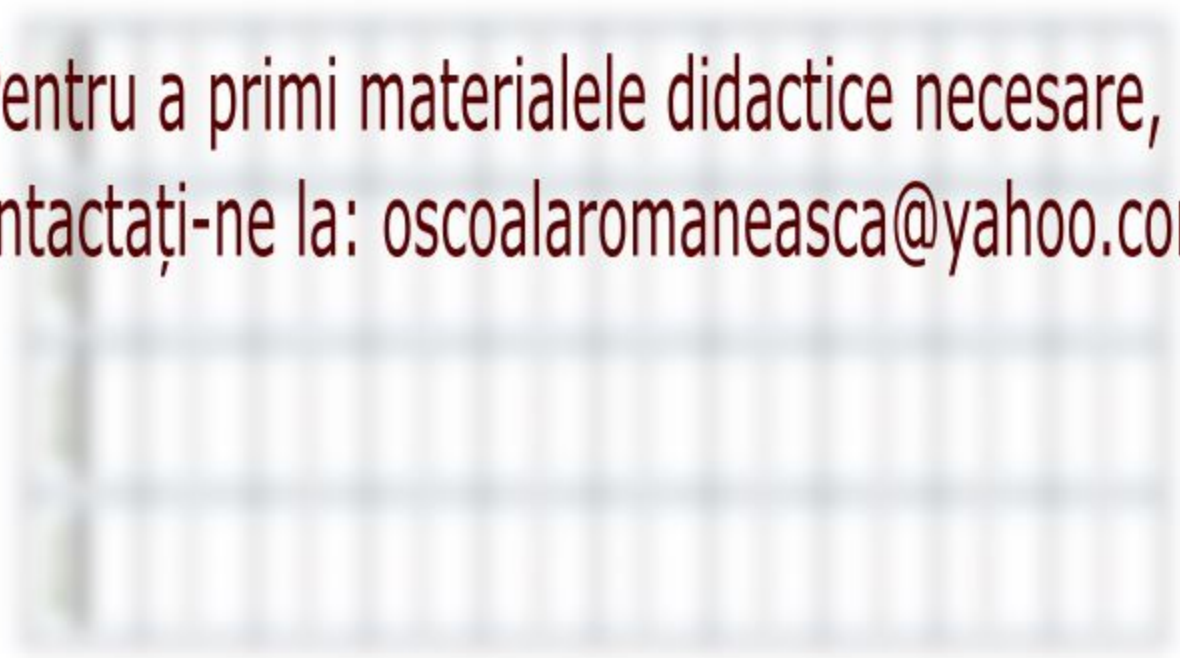 entru a primi materialele didactice necesare,
ntactați-ne la: oscoalaromaneasca@yahoo.co